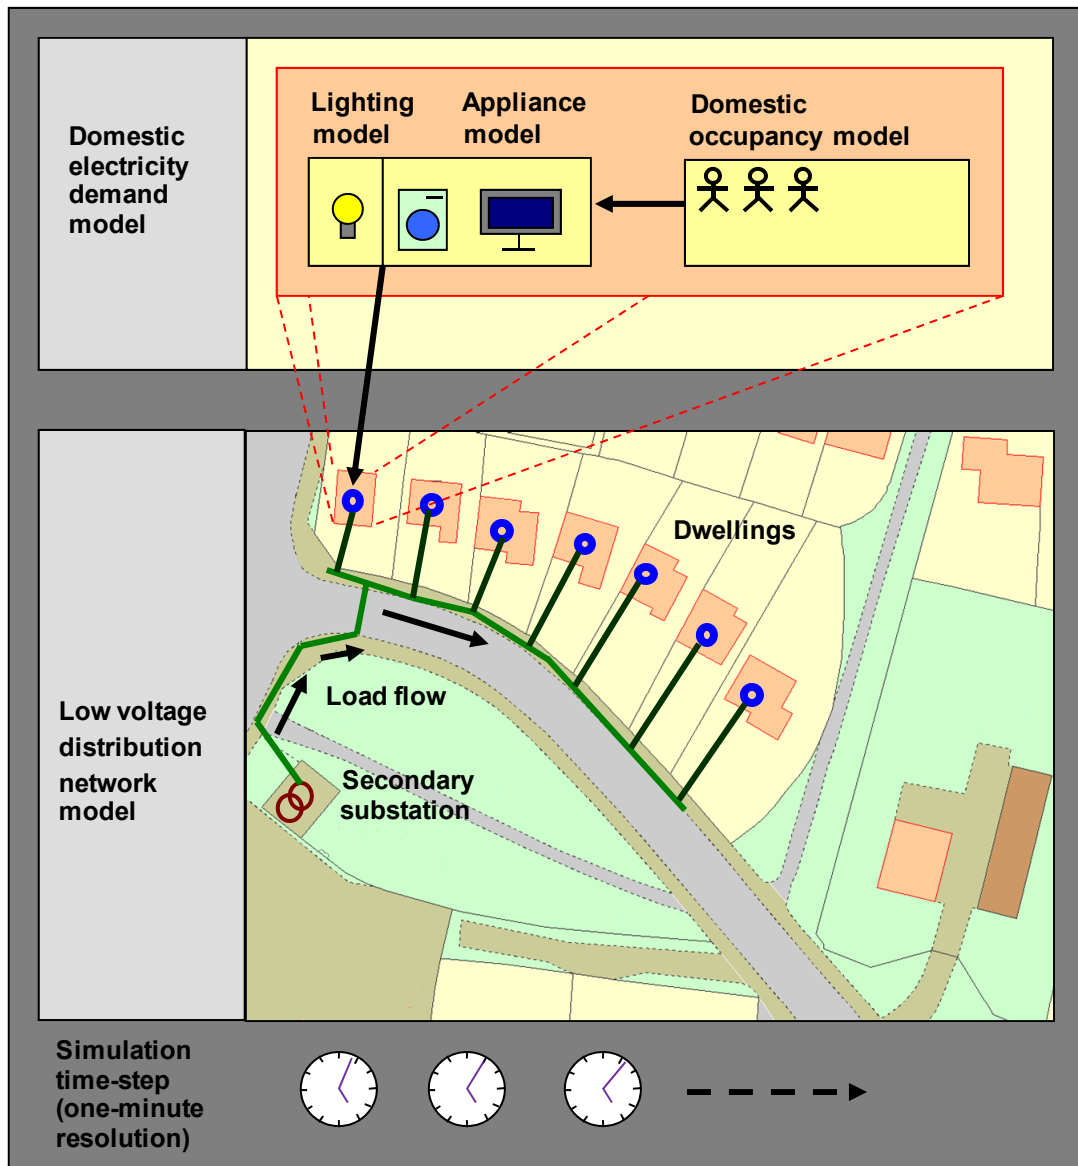 Domestic
electricity
demand
model
Lighting
model
Appliance
model
Domestic
occupancy model
Dwellings
Load flow
Low voltage
distribution
network
model
Secondary
substation
Simulation
time-step
(one-minute
resolution)